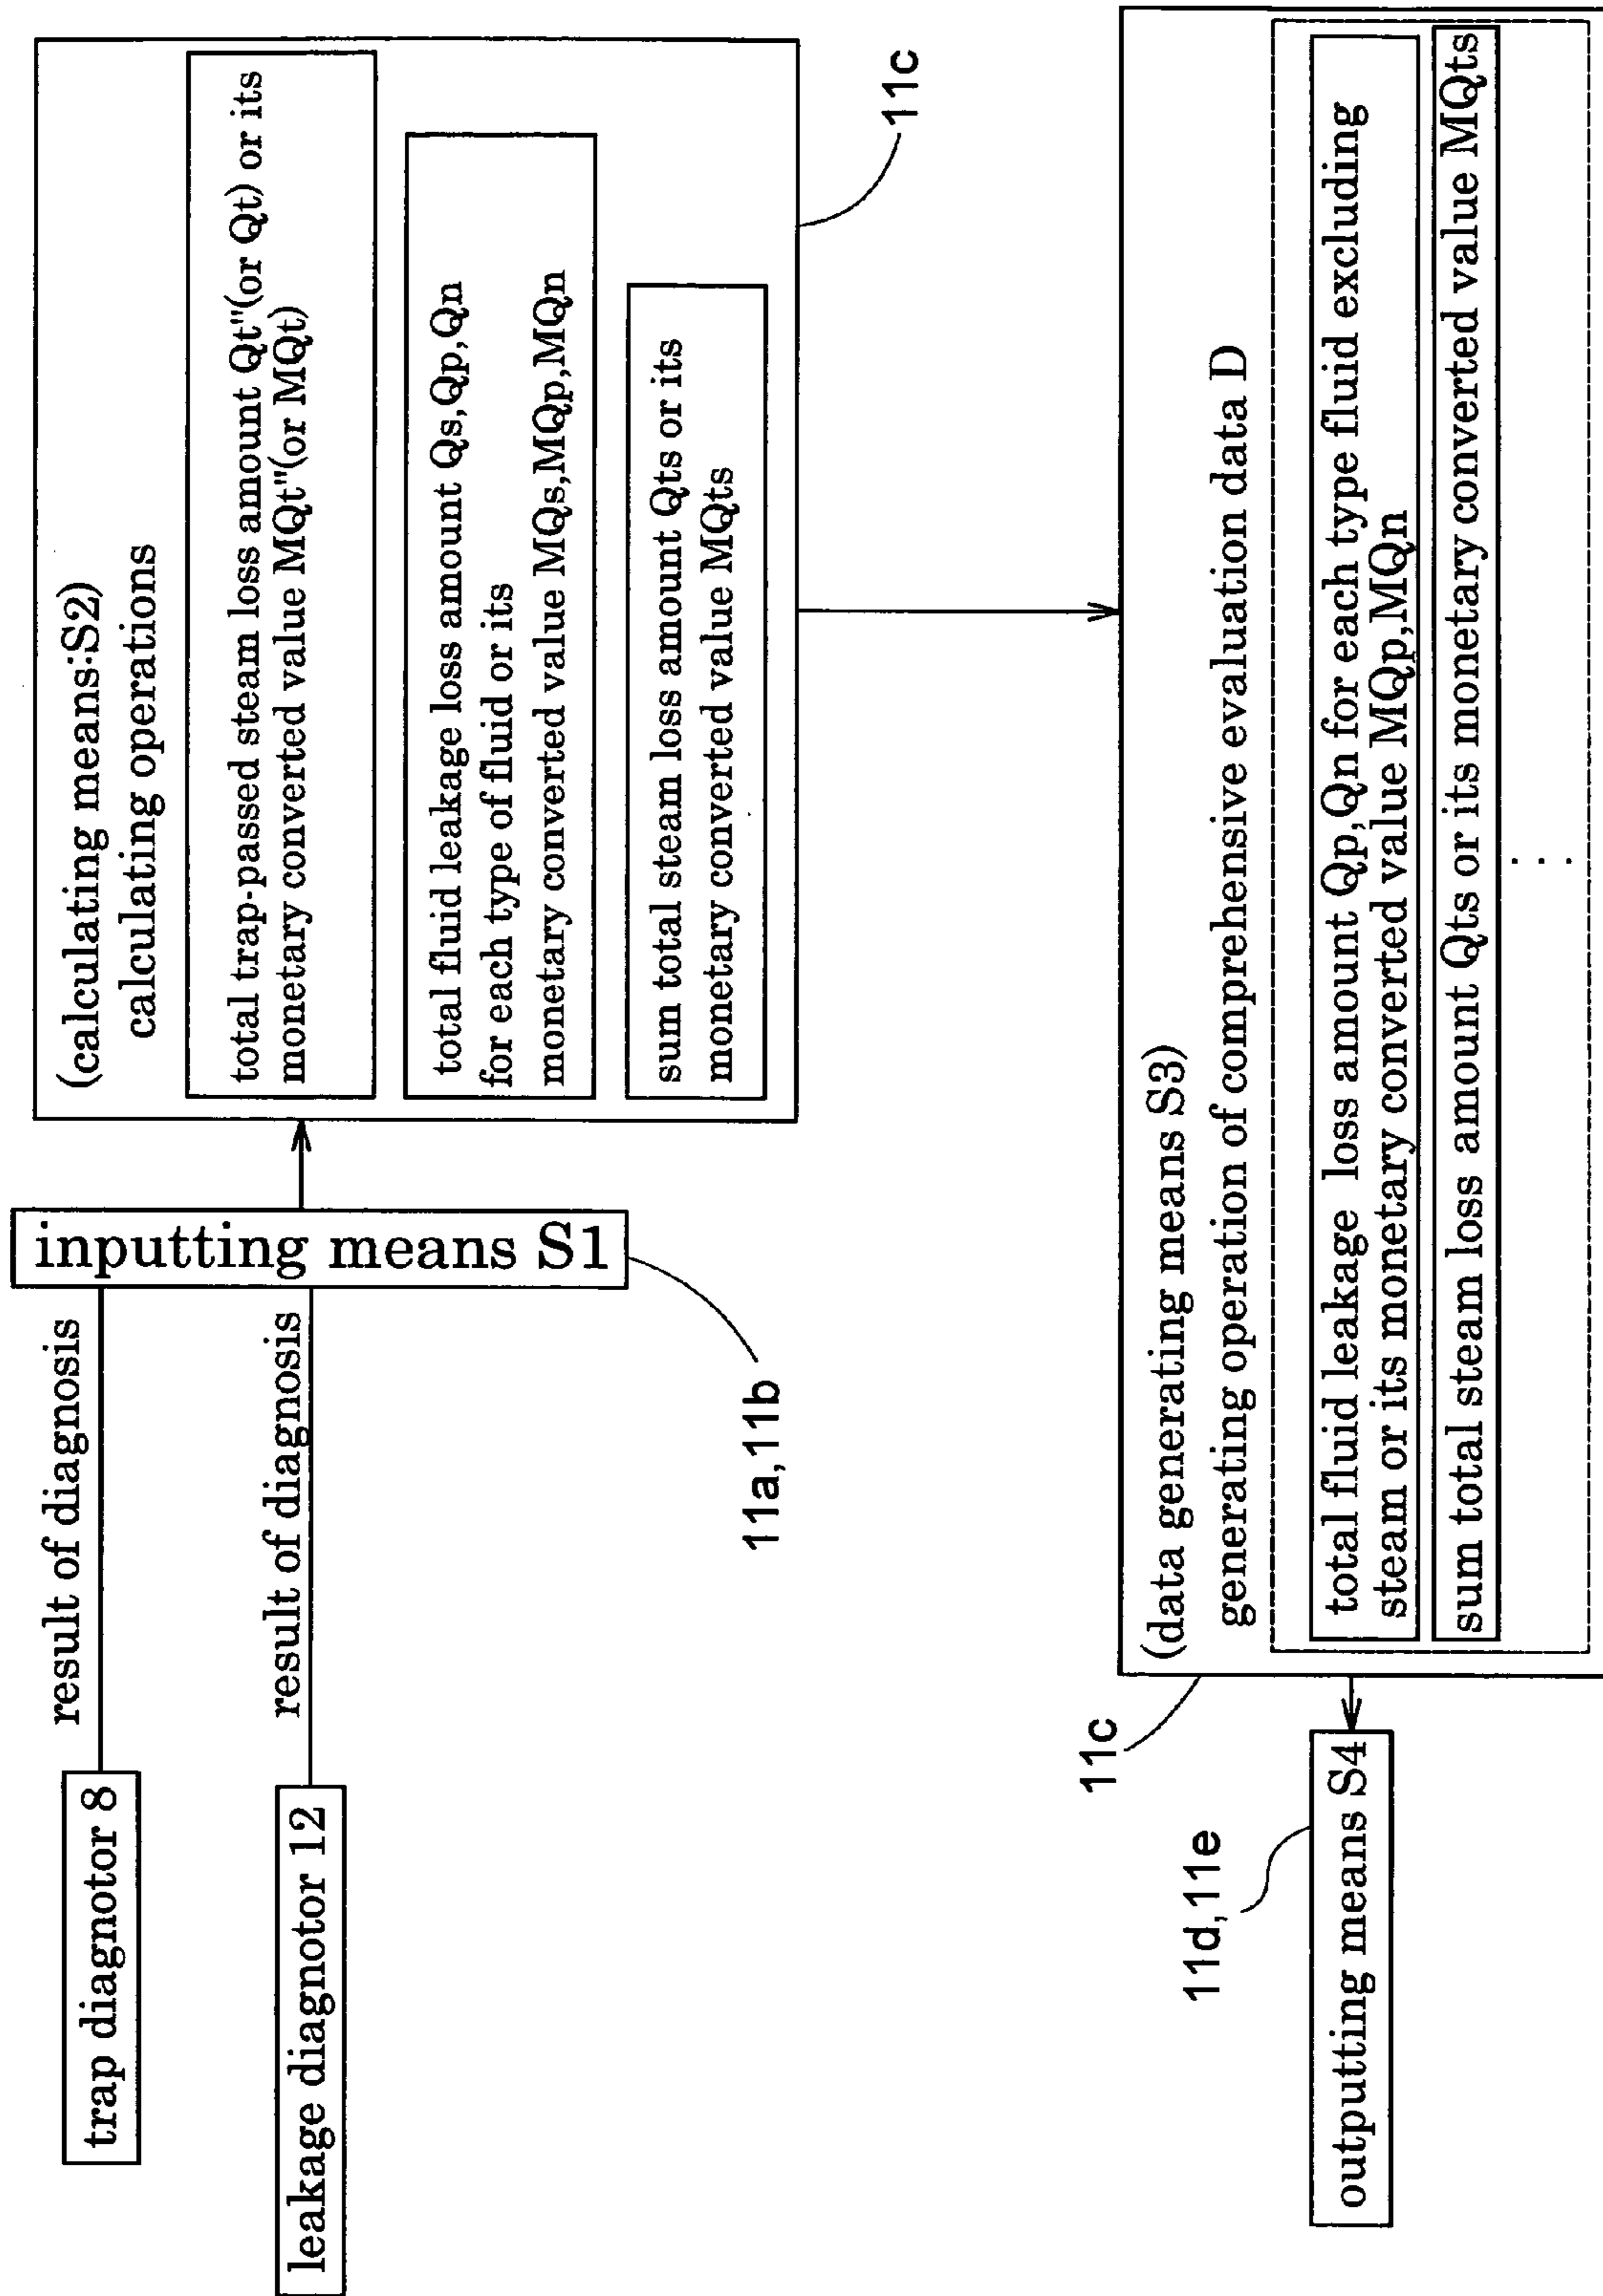 trap diagnotor 8
result of diagnosis
leakage diagnotor 12
result of diagnosis
inputting means S1
11a,11b
(calculating means:S2)
calculating operations
total trap-passed steam loss amount Qt"(or Qt) or its
monetary converted value MQt"(or MQt)
total fluid leakage loss amount Qs,Qp,Qn
for each type of fluid or its
monetary converted value MQs,MQp,MQn
sum total steam loss amount Qts or its
monetary converted value MQts
11c
(data generating means S3)
generating operation of comprehensive evaluation data D
total fluid leakage loss amount Qp,Qn for each type fluid excluding
steam or its monetary converted value MQp,MQn
sum total steam loss amount Qts or its monetary converted value MQts
...
11c
outputting means S4
11d,11e